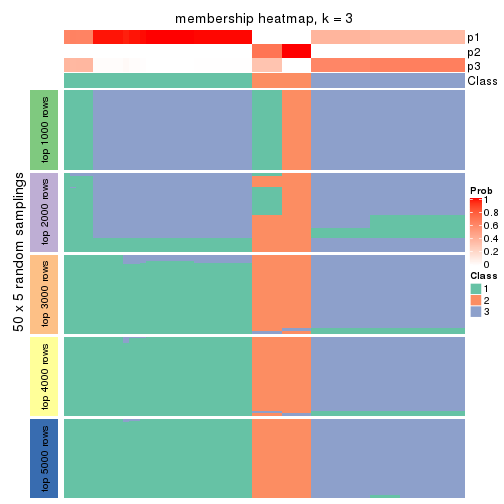 membership heatmap, k = 3
p1
p2
p3
Class
50 x 5 random samplings
top 1000 rows
top 2000 rows
top 3000 rows
top 4000 rows
top 5000 rows
Prob
1
0.8
0.6
0.4
0.2
0
Class
1
2
3